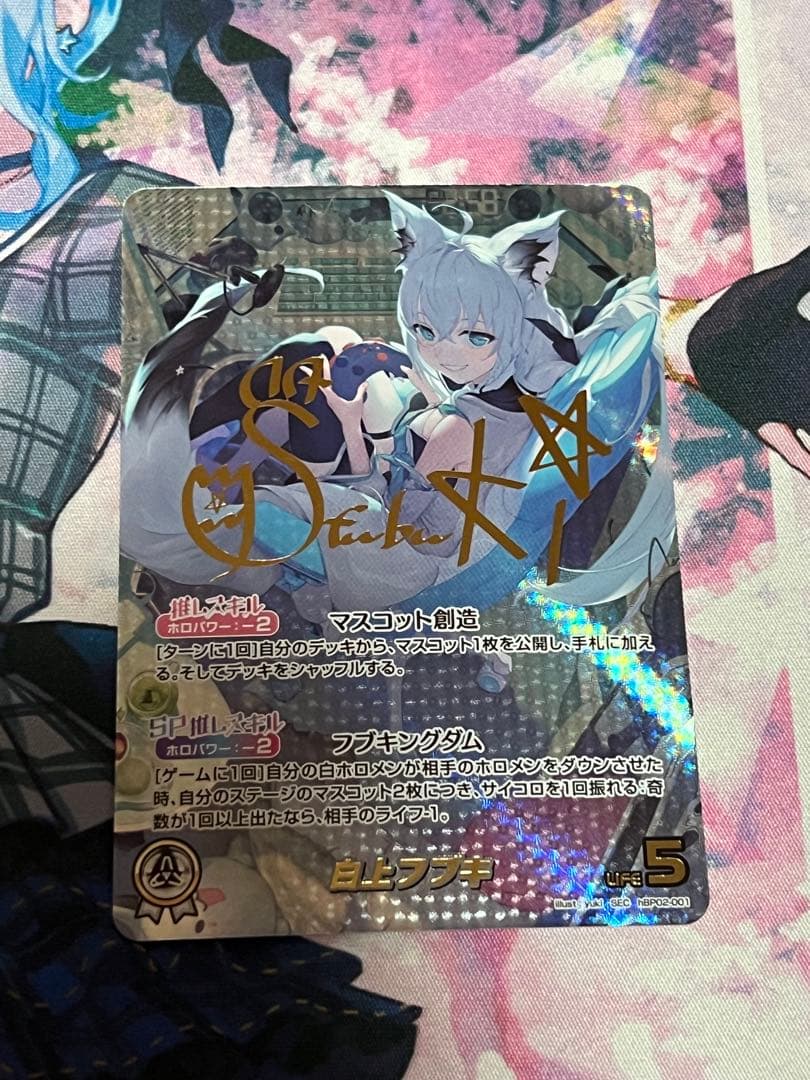 Fubuki
推しスキル
ホロパワー：－2
マスコット創造
[ターンに1回]自分のデッキから、マスコット1枚を公開し、手札に加え
る。そしてデッキをシャッフルする。
SP推しスキル
ホロパワー：－2
フブキングダム
[ゲームに1回]自分の白ホロメンが相手のホロメンをダウンさせた
時、自分のステージのマスコット2枚につき、サイコロを1回振れる：奇
数が1回以上出たなら、相手のライフ-1。
白上フブキ
LIFE 5
illust : yuki SEC hBP02-001